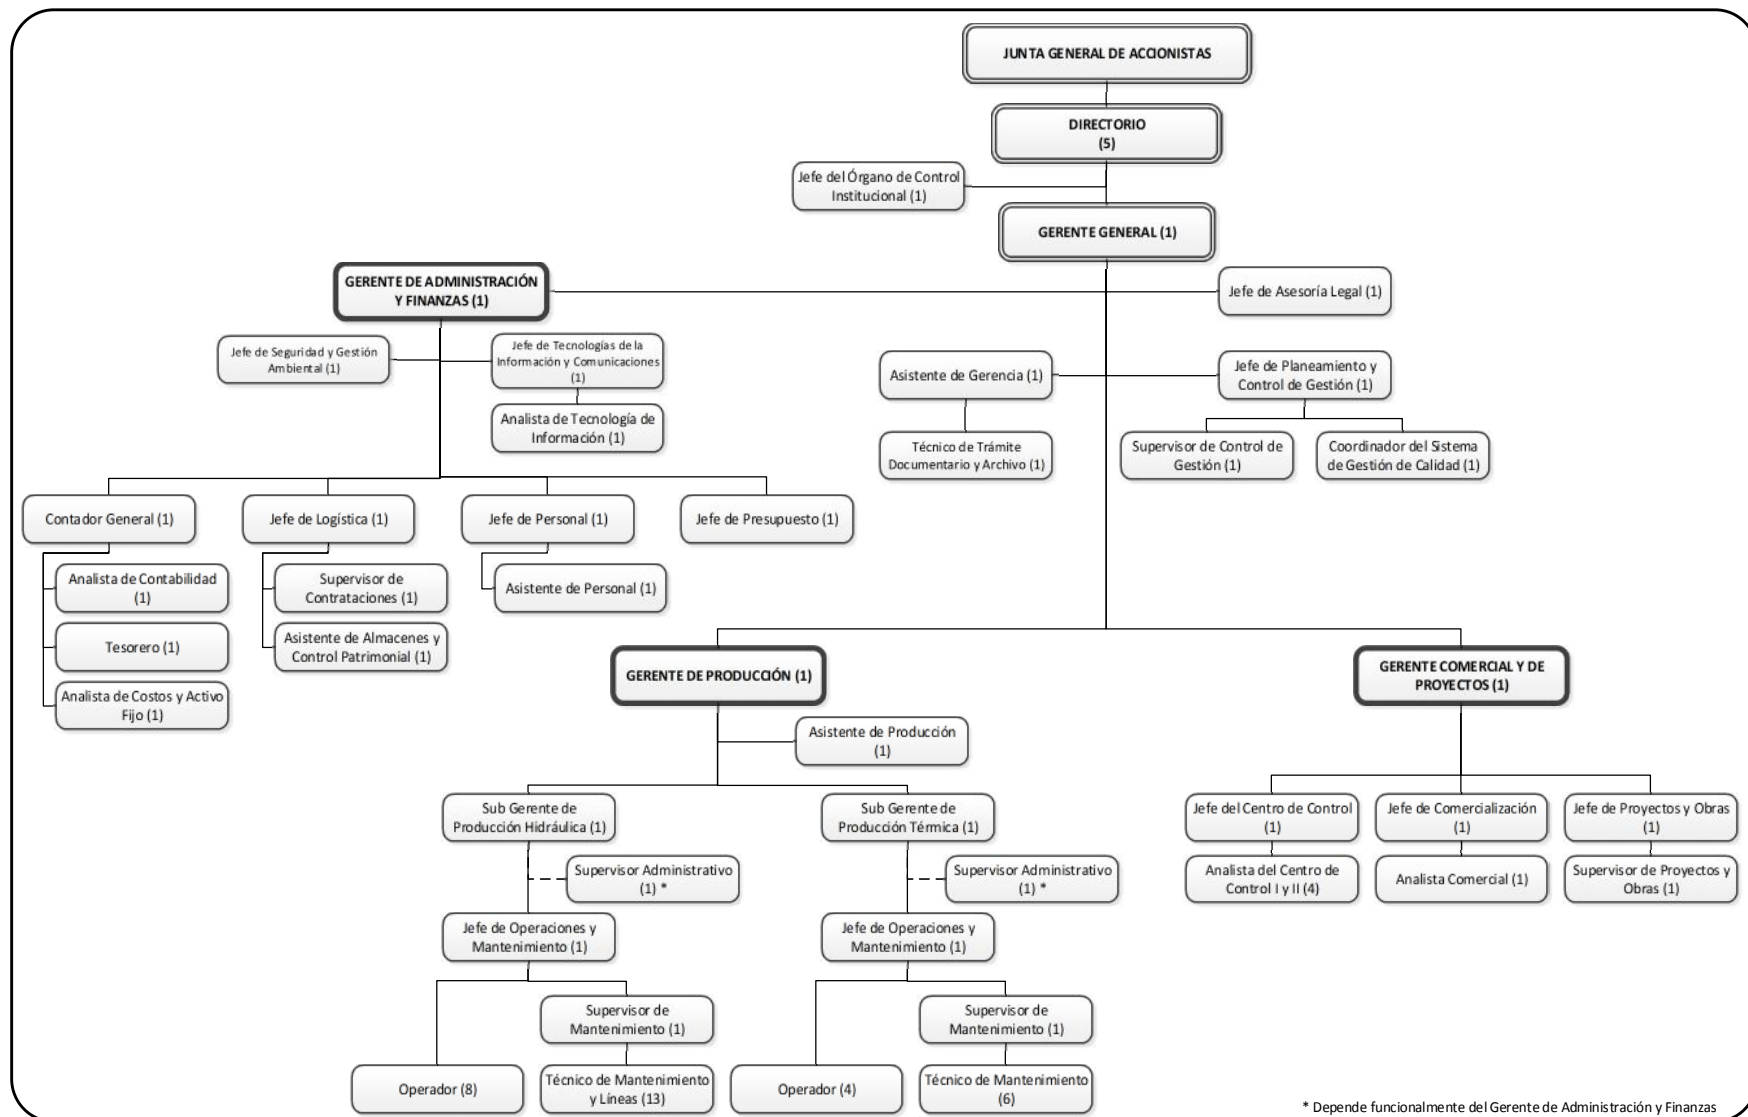 JUNTA GENERAL DE ACCIONISTAS
DIRECTORIO
(5)
Jefe del Órgano de Control
Institucional (1)
GERENTE GENERAL (1)
GERENTE DE ADMINISTRACIÓN
Y FINANZAS (1)
Jefe de Asesoría Legal (1)
Jefe de Seguridad y Gestión
Ambiental (1)
Jefe de Tecnologías de la
Información y Comunicaciones
(1)
Analista de Tecnología de
Información (1)
Asistente de Gerencia (1)
Jefe de Planeamiento y
Control de Gestión (1)
Técnico de Trámite
Documentario y Archivo (1)
Supervisor de Control de
Gestión (1)
Coordinador del Sistema
de Gestión de Calidad (1)
Contador General (1)
Jefe de Logística (1)
Jefe de Personal (1)
Jefe de Presupuesto (1)
Analista de Contabilidad
(1)
Supervisor de
Contrataciones (1)
Asistente de Personal (1)
Tesorero (1)
Asistente de Almacenes y
Control Patrimonial (1)
Analista de Costos y Activo
Fijo (1)
GERENTE DE PRODUCCIÓN (1)
GERENTE COMERCIAL Y DE
PROYECTOS (1)
Asistente de Producción
(1)
Sub Gerente de
Producción Hidráulica (1)
Sub Gerente de
Producción Térmica (1)
Jefe del Centro de Control
(1)
Jefe de Comercialización
(1)
Jefe de Proyectos y Obras
(1)
Supervisor Administrativo
(1) *
Supervisor Administrativo
(1) *
Analista del Centro de
Control I y II (4)
Analista Comercial (1)
Supervisor de Proyectos y
Obras (1)
Jefe de Operaciones y
Mantenimiento (1)
Jefe de Operaciones y
Mantenimiento (1)
Supervisor de
Mantenimiento (1)
Supervisor de
Mantenimiento (1)
Operador (8)
Técnico de Mantenimiento
y Líneas (13)
Operador (4)
Técnico de Mantenimiento
(6)
* Depende funcionalmente del Gerente de Administración y Finanzas